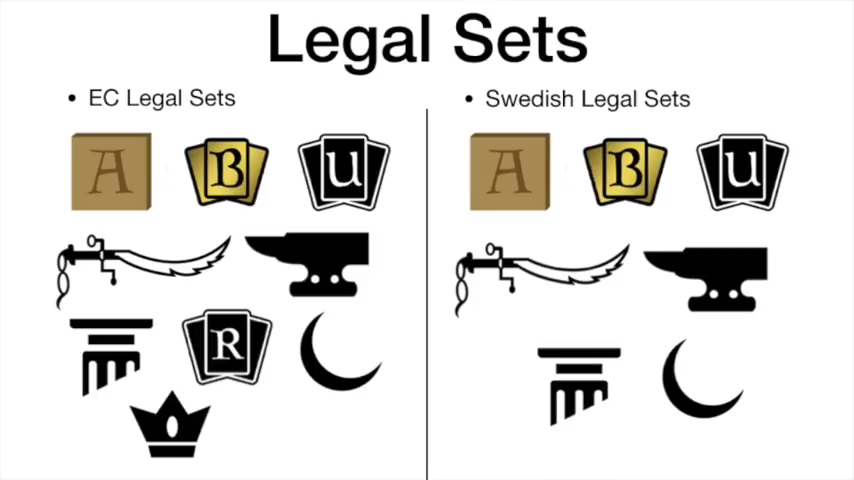 Legal Sets
• EC Legal Sets
A B U
R
• Swedish Legal Sets
A B U